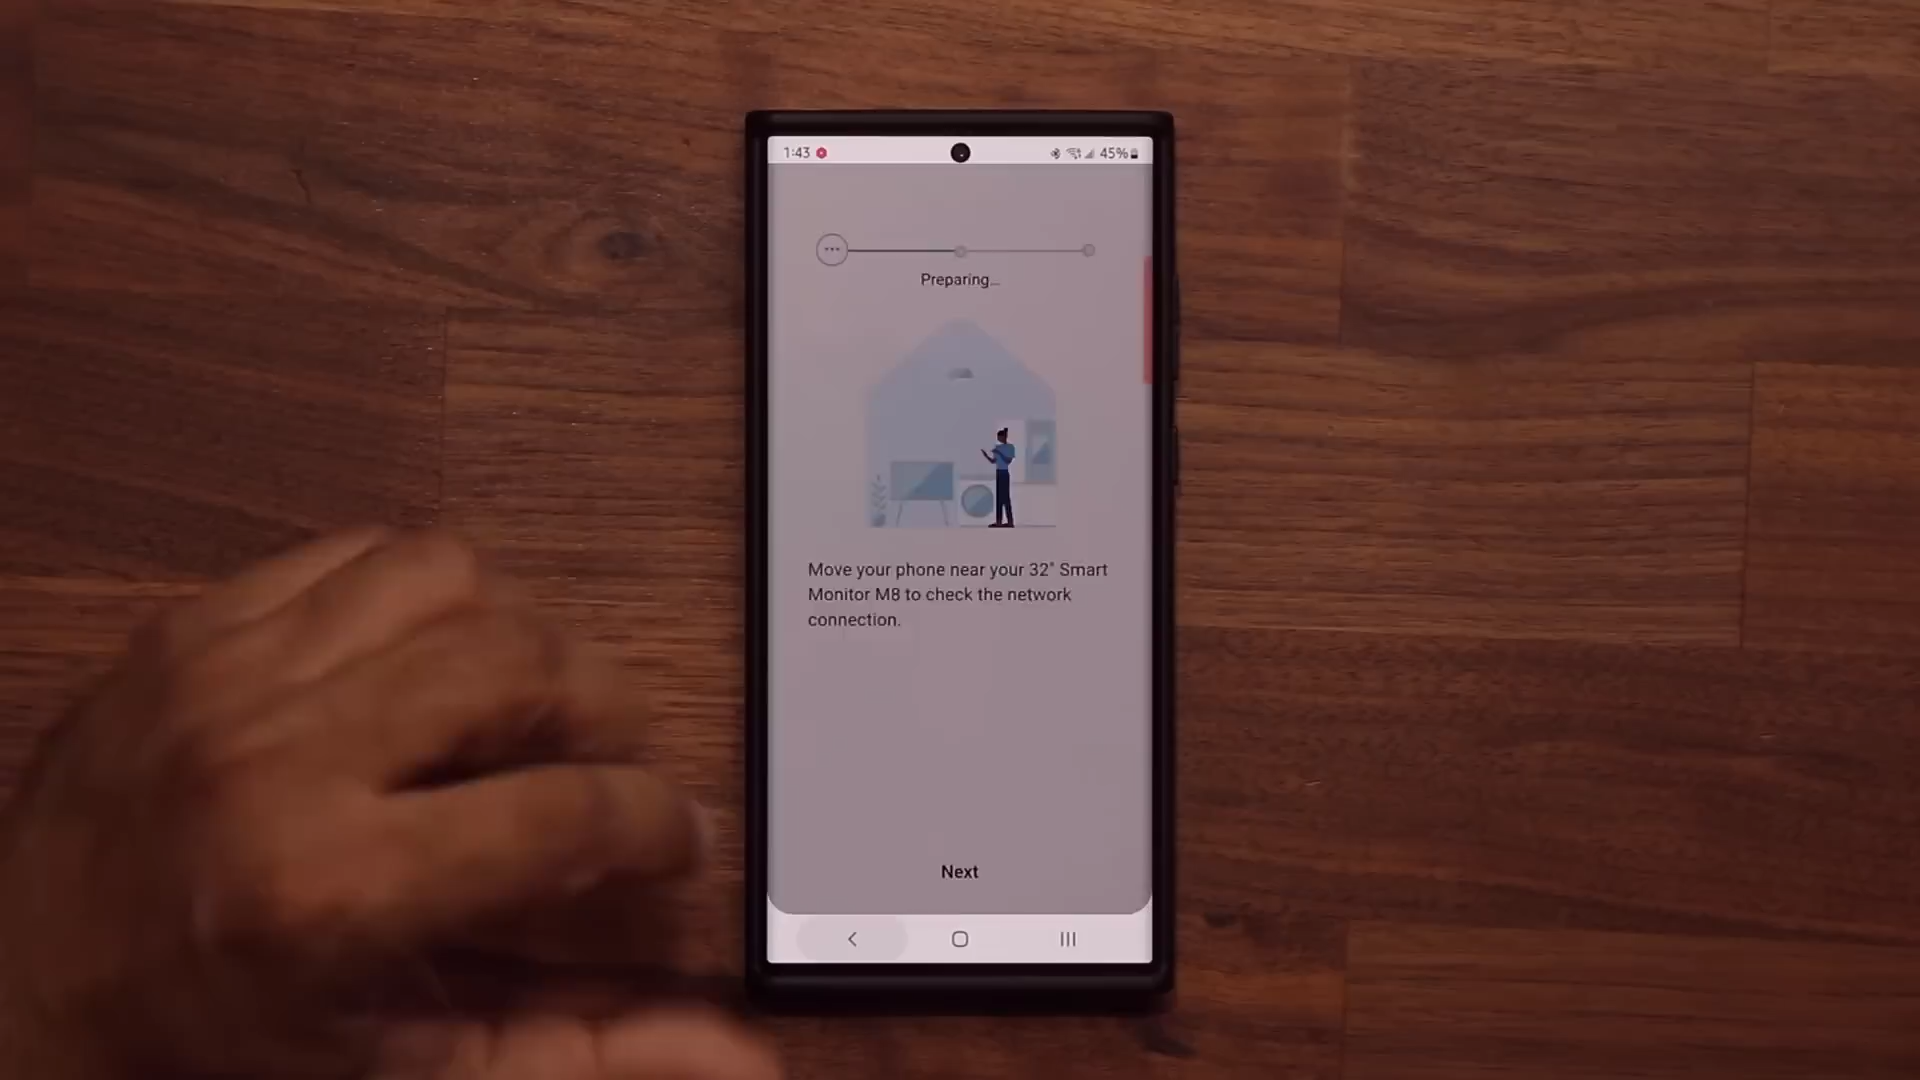 1:43 45%
Preparing...
Move your phone near your 32" Smart
Monitor M8 to check the network
connection.
Next